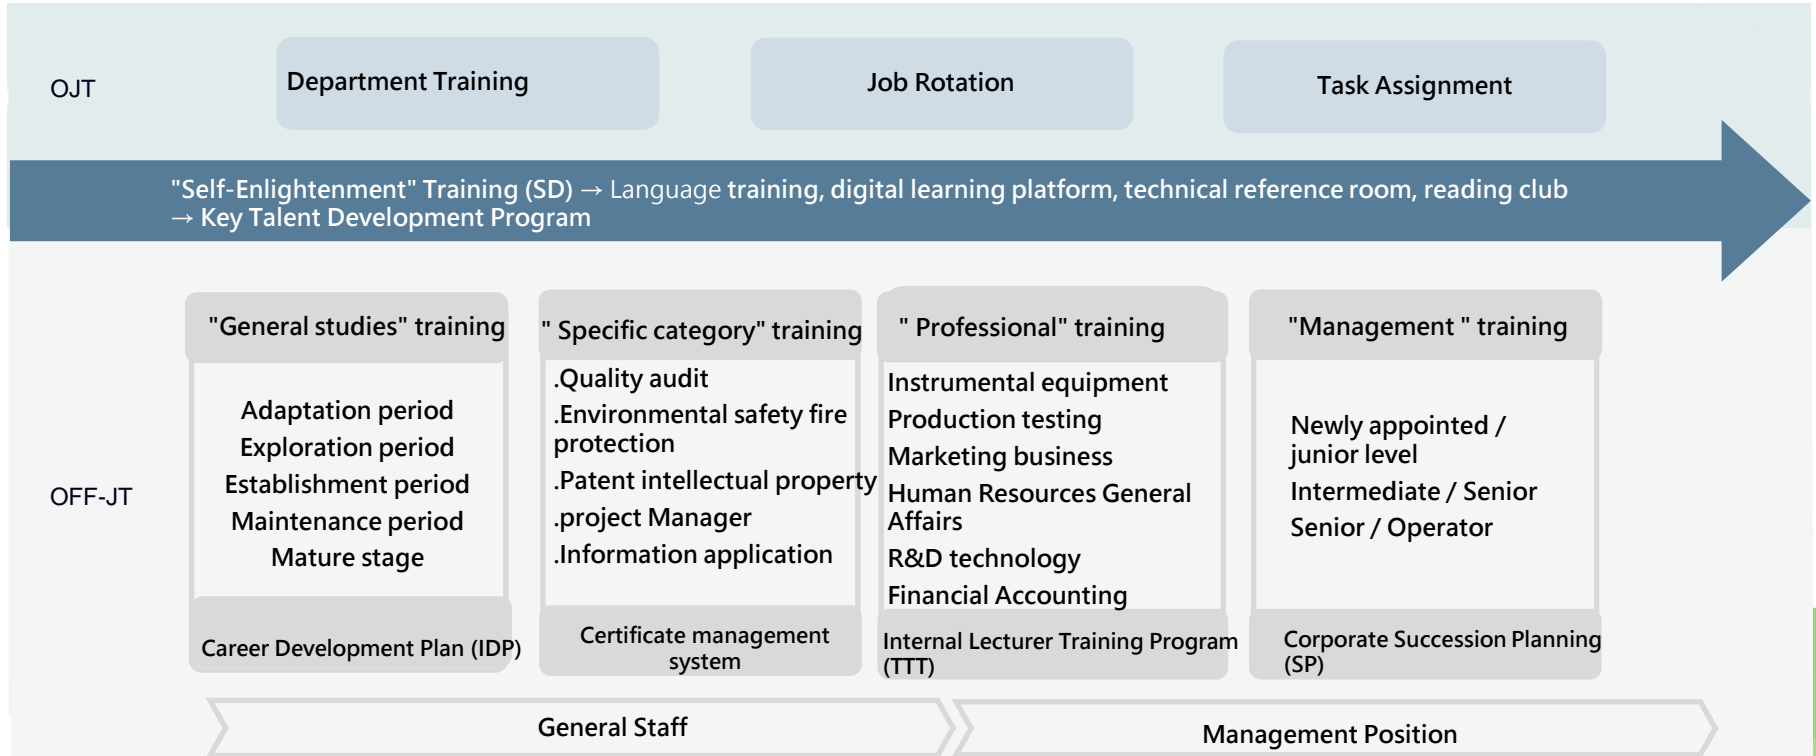 OJT
Department Training
Job Rotation
Task Assignment
"Self-Enlightenment" Training (SD) → Language training, digital learning platform, technical reference room, reading club
→ Key Talent Development Program
OFF-JT
"General studies" training
Adaptation period
Exploration period
Establishment period
Maintenance period
Mature stage
Career Development Plan (IDP)
" Specific category" training
.Quality audit
.Environmental safety fire
protection
.Patent intellectual property
.project Manager
.Information application
Certificate management
system
" Professional" training
Instrumental equipment
Production testing
Marketing business
Human Resources General
Affairs
R&D technology
Financial Accounting
Internal Lecturer Training Program
(TTT)
"Management " training
Newly appointed /
junior level
Intermediate / Senior
Senior / Operator
Corporate Succession Planning
(SP)
General Staff
Management Position